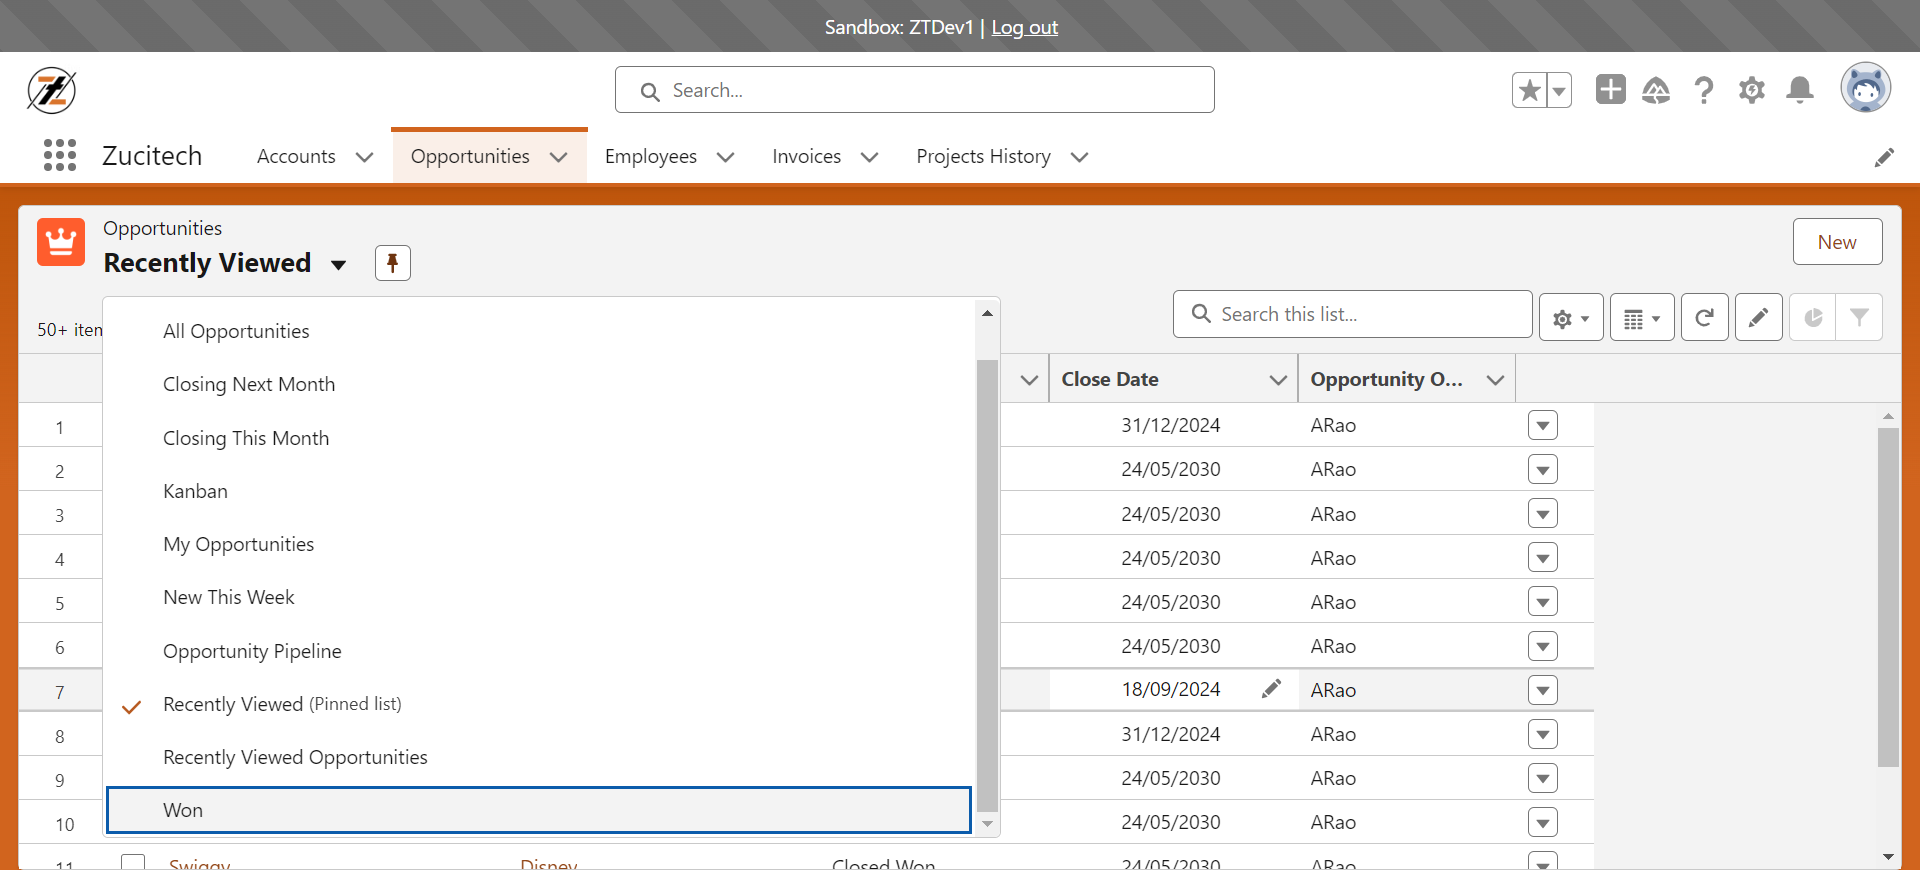 Sandbox: ZTDev1 | Log out
Search...
Zucitech
Accounts
Opportunities
Employees
Invoices
Projects History
Opportunities
Recently Viewed
New
50+ item
Search this list...
All Opportunities
Closing Next Month
Closing This Month
Kanban
My Opportunities
New This Week
Opportunity Pipeline
Recently Viewed (Pinned list)
Recently Viewed Opportunities
Won
Close Date
Opportunity O...
1 31/12/2024 ARao
2 24/05/2030 ARao
3 24/05/2030 ARao
4 24/05/2030 ARao
5 24/05/2030 ARao
6 24/05/2030 ARao
7 18/09/2024 ARao
8 31/12/2024 ARao
9 24/05/2030 ARao
10 24/05/2030 ARao
11 Swiggy Disney Closed Won 24/05/2030 ARao